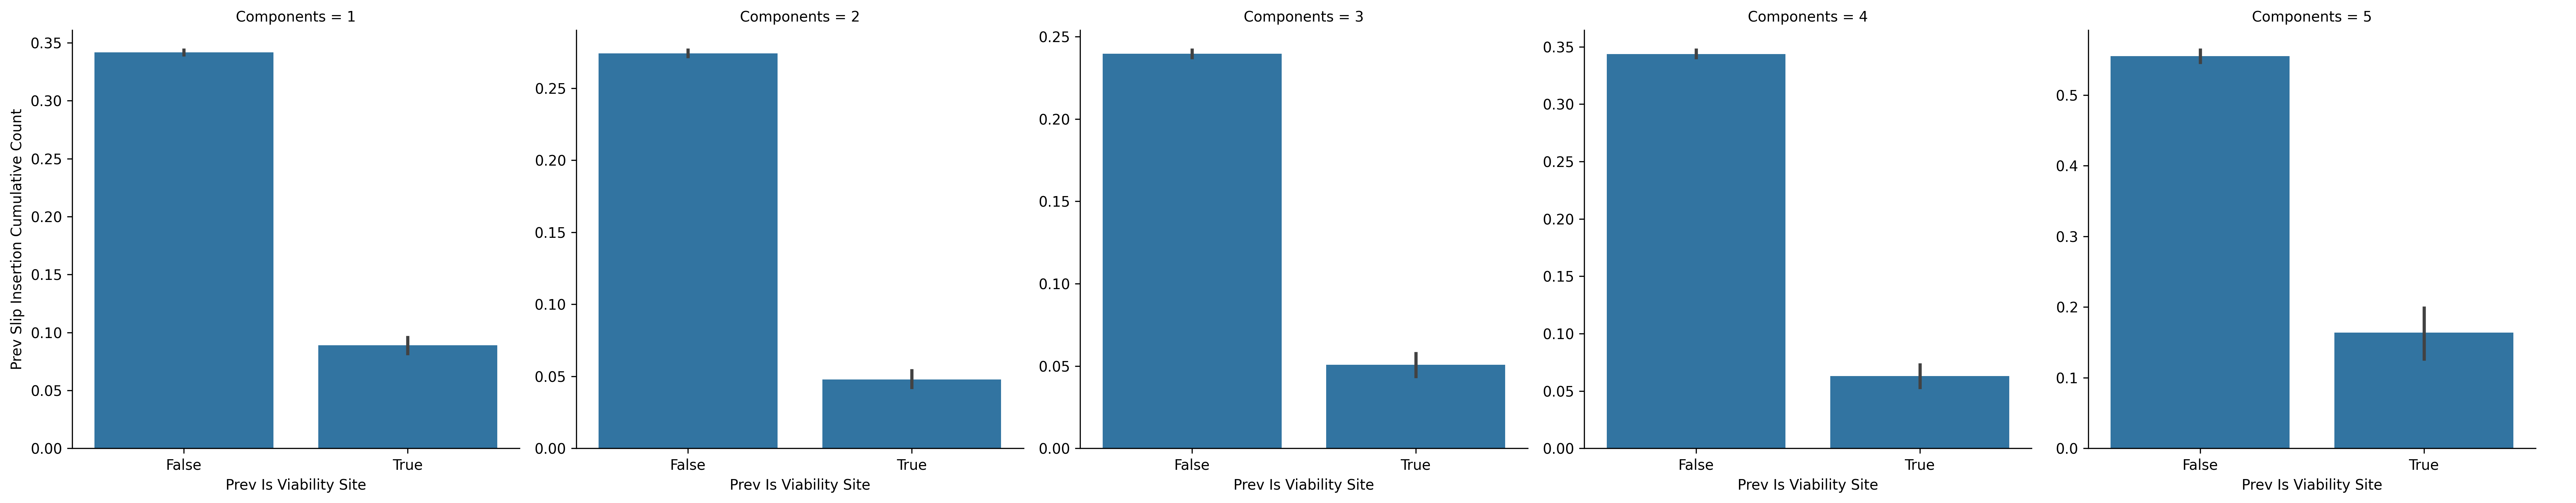 Components = 1
Prev Slip Insertion Cumulative Count
0.35
0.30
0.25
0.20
0.15
0.10
0.05
0.00
False
True
Prev Is Viability Site
Components = 2
0.25
0.20
0.15
0.10
0.05
0.00
False
True
Prev Is Viability Site
Components = 3
0.25
0.20
0.15
0.10
0.05
0.00
False
True
Prev Is Viability Site
Components = 4
0.35
0.30
0.25
0.20
0.15
0.10
0.05
0.00
False
True
Prev Is Viability Site
Components = 5
0.5
0.4
0.3
0.2
0.1
0.0
False
True
Prev Is Viability Site